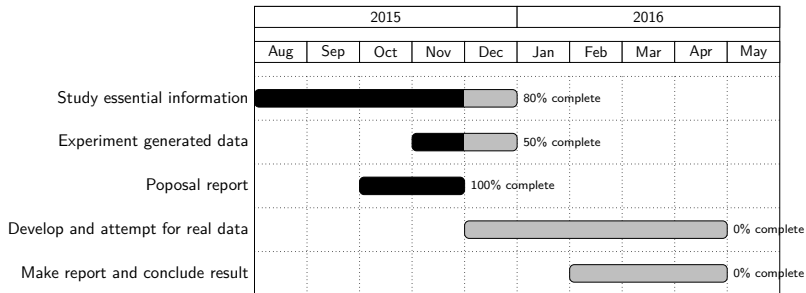 2015 2016
Aug Sep Oct Nov Dec Jan Feb Mar Apr May
Study essential information 80% complete
Experiment generated data 50% complete
Poposal report 100% complete
Develop and attempt for real data 0% complete
Make report and conclude result 0% complete